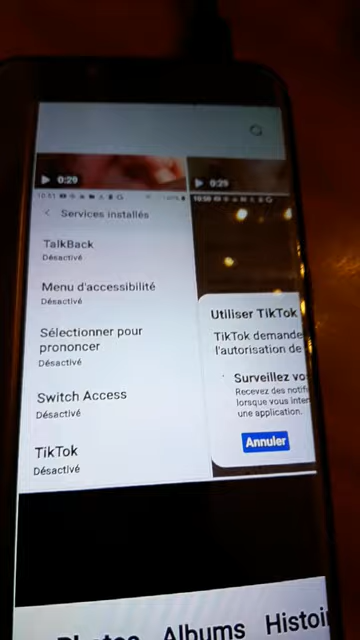 0:29
0:29
Services installés
TalkBack
Désactivé
Menu d'accessibilité
Désactivé
Sélectionner pour
prononcer
Désactivé
Switch Access
Désactivé
TikTok
Désactivé
Utiliser TikTok
TikTok demande
l'autorisation de
Surveillez vo
Recevez des notif
lorsque vous inter
une application.
Annuler
Photos Albums Histoi